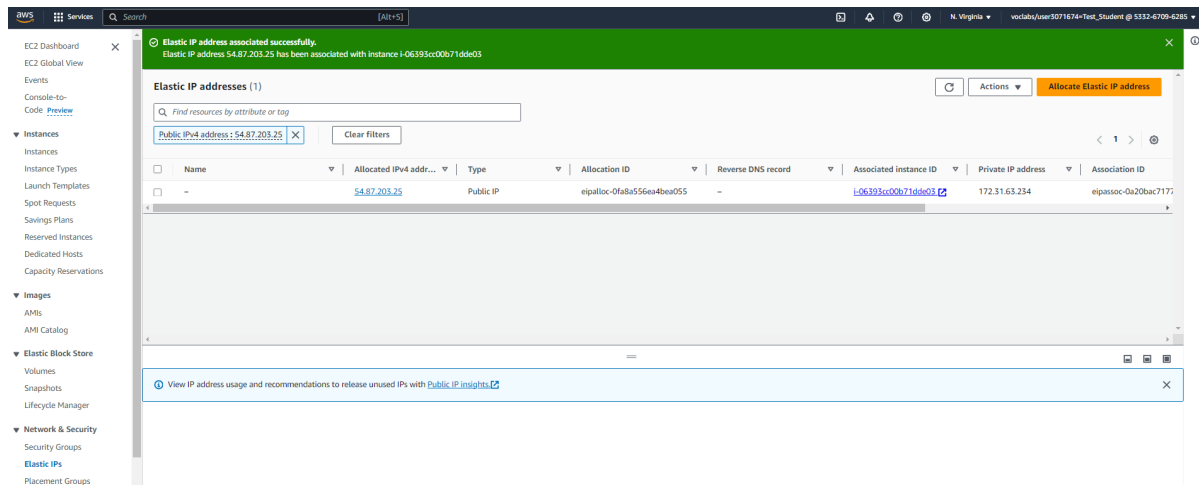 aws
Services
Search
[Alt+S]
N. Virginia
voclabs/user3071674=Test_Student @ 5332-6709-6285
EC2 Dashboard
EC2 Global View
Events
Console-to-
Code Preview
Instances
Instances
Instance Types
Launch Templates
Spot Requests
Savings Plans
Reserved Instances
Dedicated Hosts
Capacity Reservations
Images
AMIs
AMI Catalog
Elastic Block Store
Volumes
Snapshots
Lifecycle Manager
Network & Security
Security Groups
Elastic IPs
Placement Groups
Elastic IP address associated successfully.
Elastic IP address 54.87.203.25 has been associated with instance i-06393cc00b71dde03
Elastic IP addresses (1)
Actions
Allocate Elastic IP address
Find resources by attribute or tag
Public IPv4 address : 54.87.203.25
Clear filters
1
Name Allocated IPv4 addr... Type Allocation ID Reverse DNS record Associated instance ID Private IP address Association ID
– 54.87.203.25 Public IP eipalloc-0fa8a556ea4bea055 – i-06393cc00b71dde03 172.31.63.234 eipassoc-0a20bac7177
View IP address usage and recommendations to release unused IPs with Public IP insights.